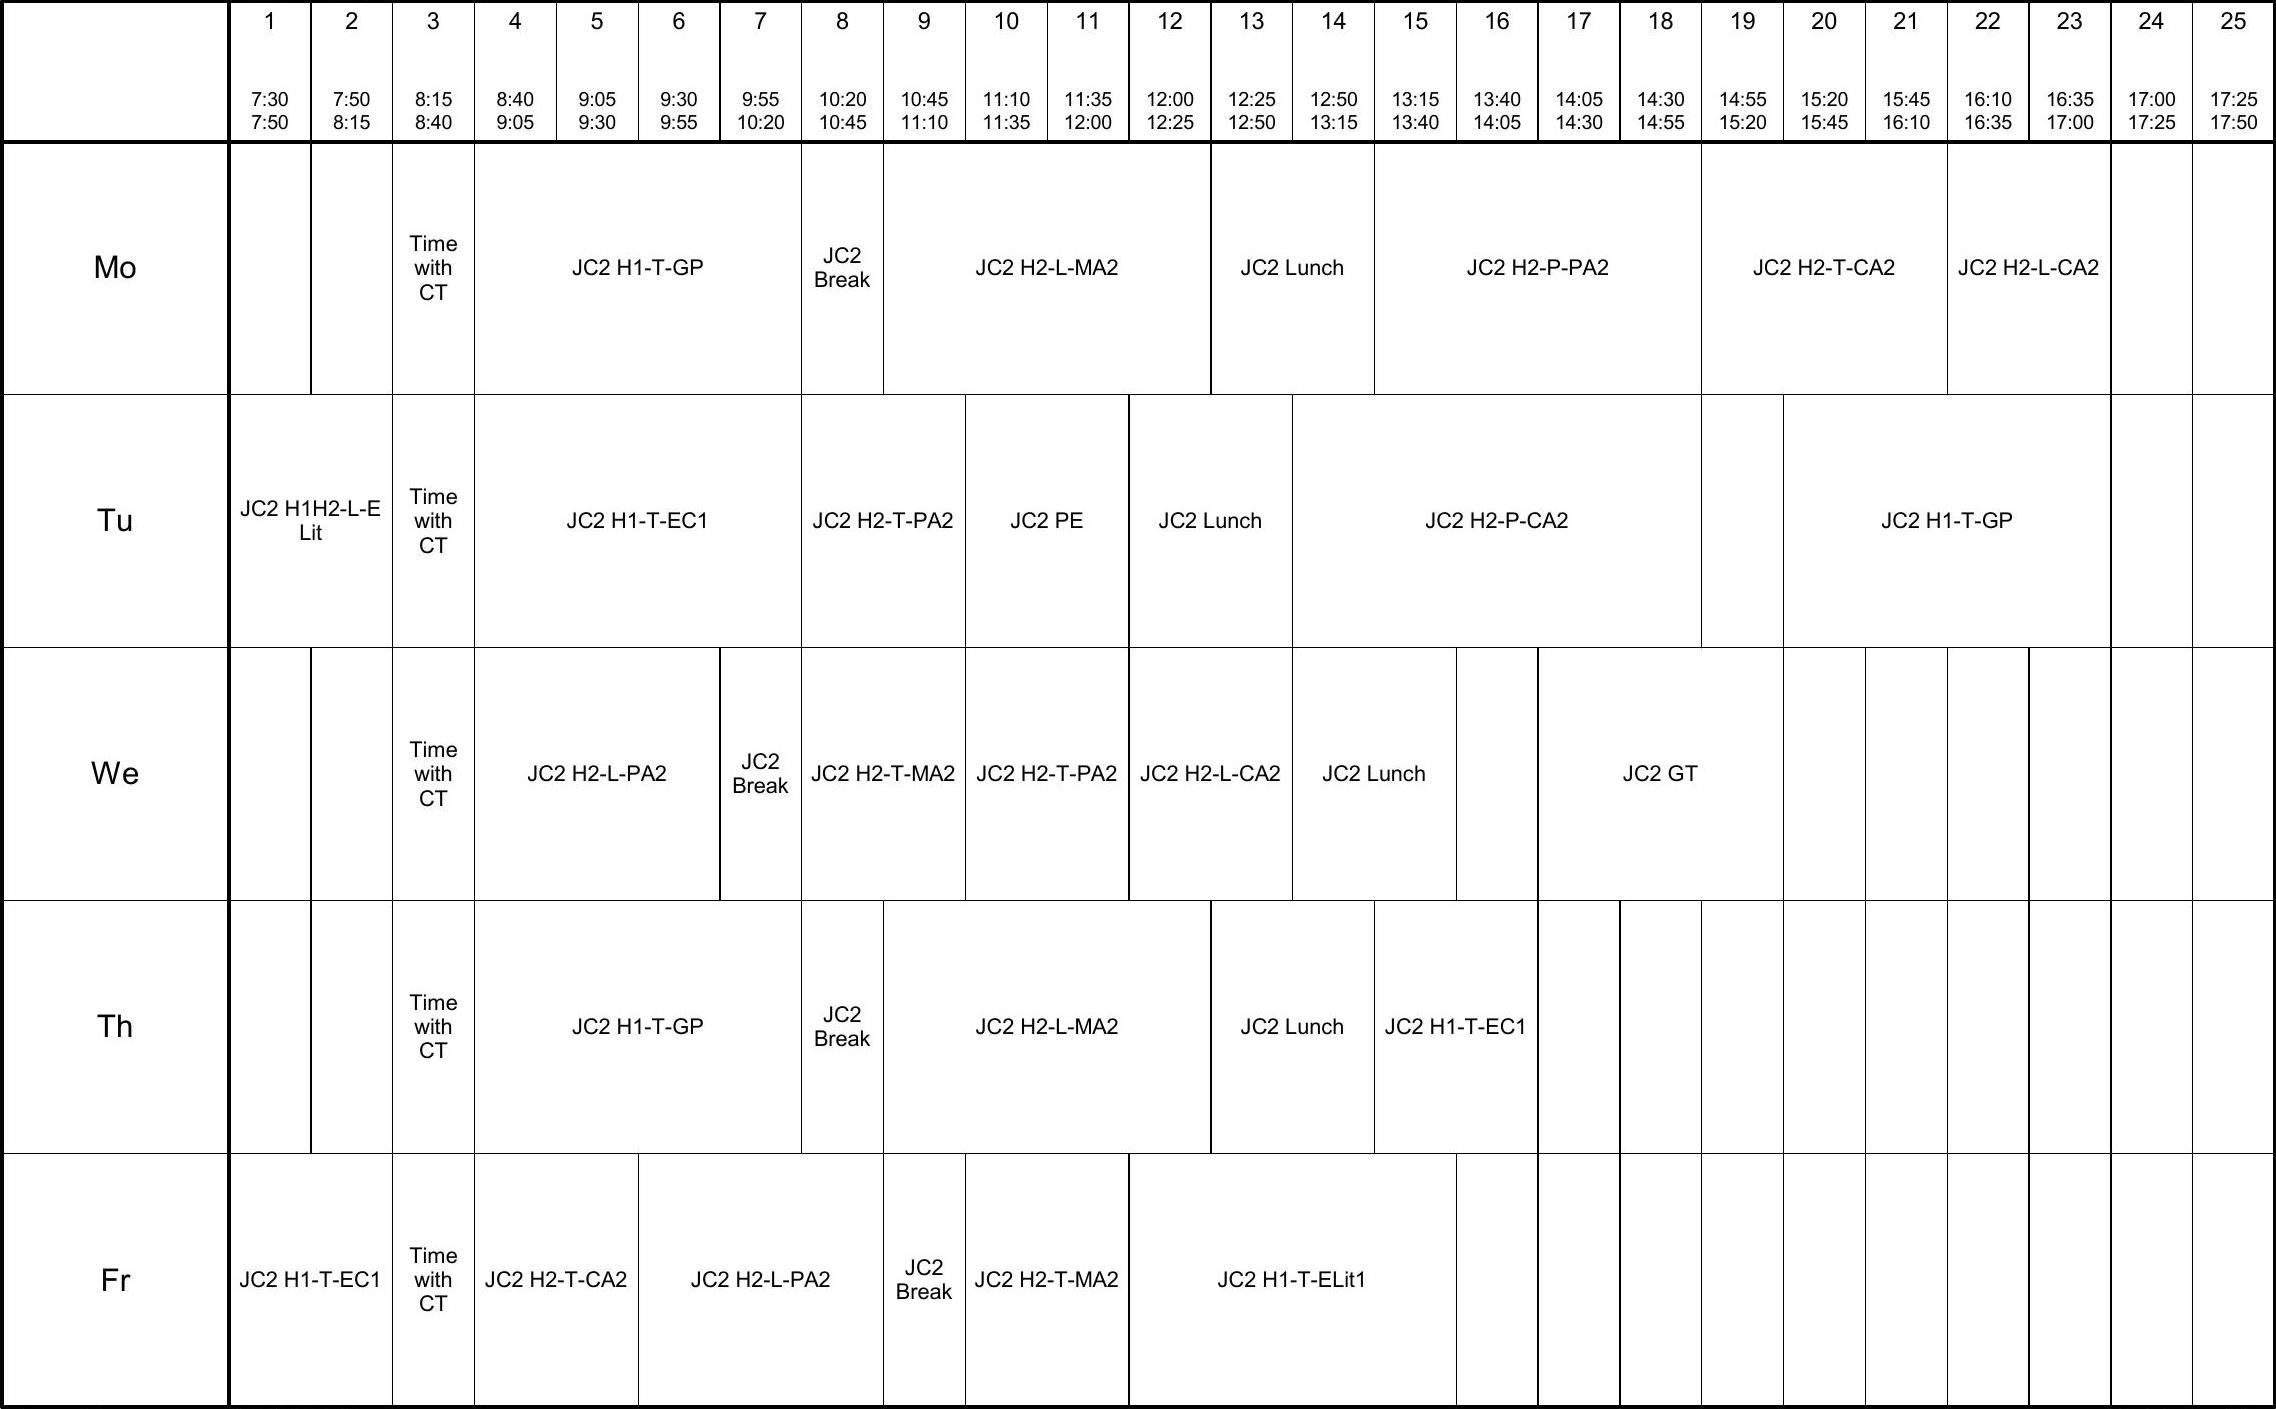 1 2 3 4 5 6 7 8 9 10 11 12 13 14 15 16 17 18 19 20 21 22 23 24 25
7:30 7:50 8:15 8:40 9:05 9:30 9:55 10:20 10:45 11:10 11:35 12:00 12:25 12:50 13:15 13:40 14:05 14:30 14:55 15:20 15:45 16:10 16:35 17:00 17:25
7:50 8:15 8:40 9:05 9:30 9:55 10:20 10:45 11:10 11:35 12:00 12:25 12:50 13:15 13:40 14:05 14:30 14:55 15:20 15:45 16:10 16:35 17:00 17:25 17:50
Mo
Time
with
CT
JC2 H1-T-GP
JC2
Break
JC2 H2-L-MA2
JC2 Lunch
JC2 H2-P-PA2
JC2 H2-T-CA2
JC2 H2-L-CA2
Tu
JC2 H1H2-L-E
Lit
Time
with
CT
JC2 H1-T-EC1
JC2 H2-T-PA2
JC2 PE
JC2 Lunch
JC2 H2-P-CA2
JC2 H1-T-GP
We
Time
with
CT
JC2 H2-L-PA2
JC2
Break
JC2 H2-T-MA2
JC2 H2-T-PA2
JC2 H2-L-CA2
JC2 Lunch
JC2 GT
Th
Time
with
CT
JC2 H1-T-GP
JC2
Break
JC2 H2-L-MA2
JC2 Lunch
JC2 H1-T-EC1
Fr
JC2 H1-T-EC1
Time
with
CT
JC2 H2-T-CA2
JC2 H2-L-PA2
JC2
Break
JC2 H2-T-MA2
JC2 H1-T-ELit1